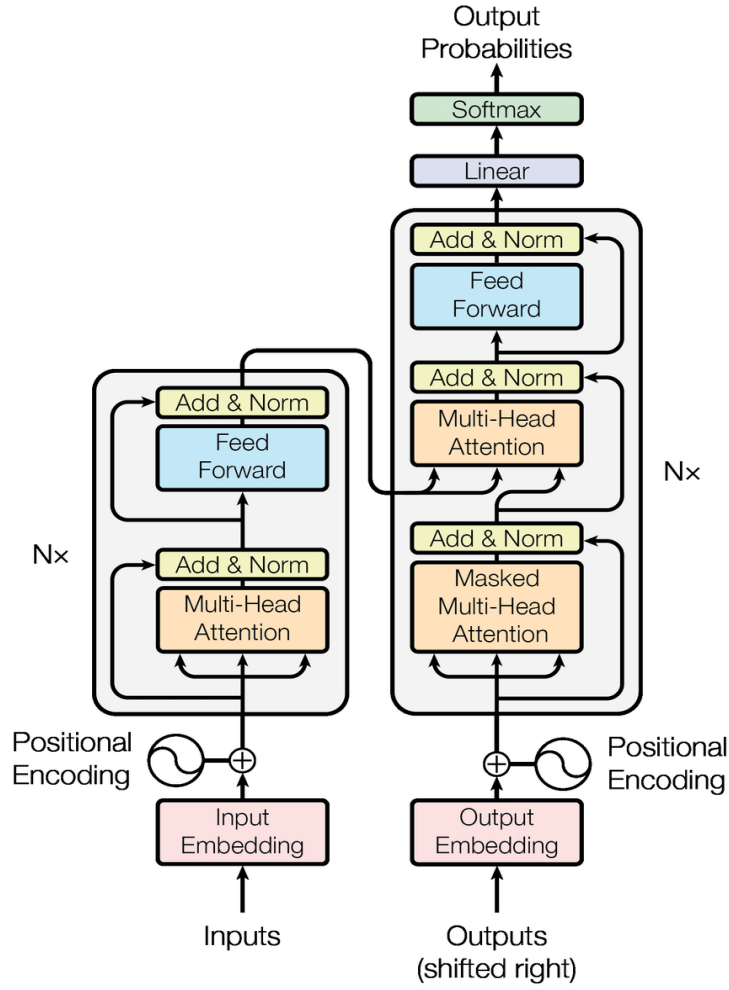 Output
Probabilities
Softmax
Linear
Add & Norm
Feed
Forward
Add & Norm
Multi-Head
Attention
Nx
Add & Norm
Masked
Multi-Head
Attention
Add & Norm
Feed
Forward
Nx
Add & Norm
Multi-Head
Attention
Positional
Encoding
Positional
Encoding
Input
Embedding
Output
Embedding
Inputs
Outputs
(shifted right)